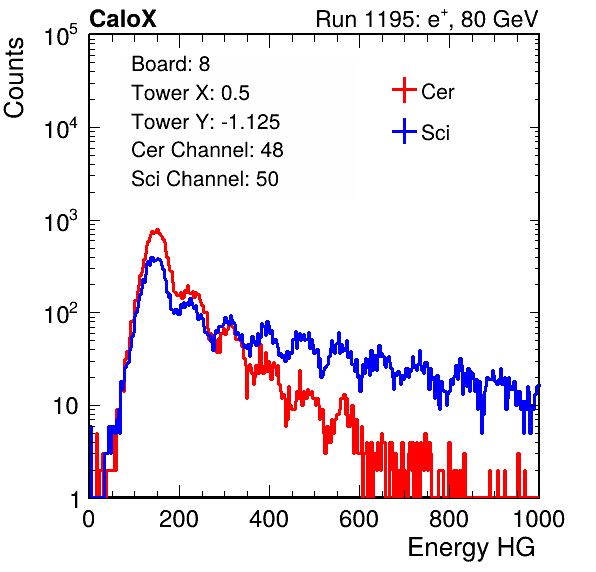 CaloX Run 1195: e⁺, 80 GeV
Counts
Board: 8
Tower X: 0.5
Tower Y: -1.125
Cer Channel: 48
Sci Channel: 50
Cer
Sci
10⁵
10⁴
10³
10²
10
1
0 200 400 600 800 1000
Energy HG